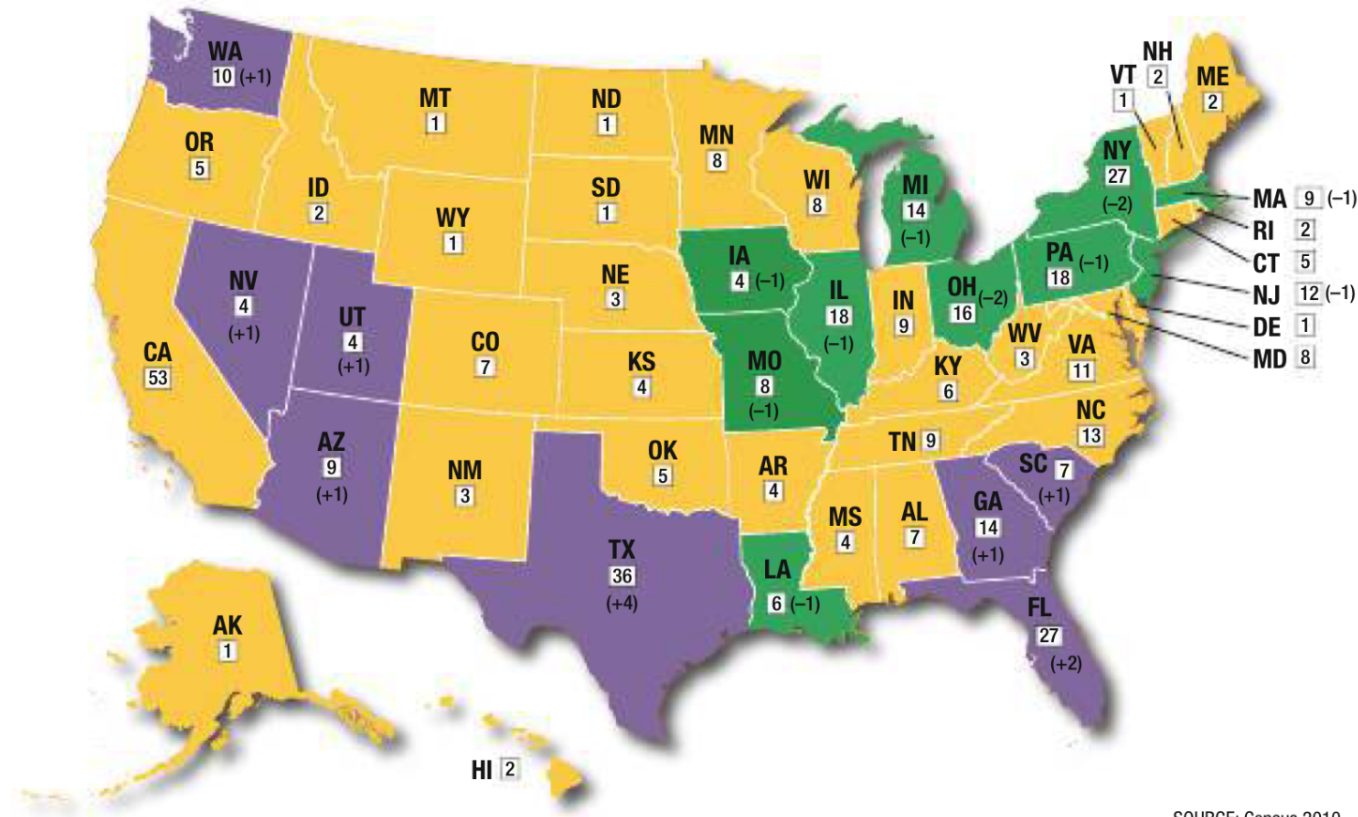 WA
10 (+1)
OR
5
ID
2
MT
1
WY
1
ND
1
SD
1
NE
3
MN
8
WI
8
MI
14
(–1)
IA
4 (–1)
IL
18
(–1)
IN
9
OH (–2)
16
PA (–1)
18
NY
27
(–2)
VT
1
NH
2
ME
2
MA 9 (–1)
RI 2
CT 5
NJ 12 (–1)
DE 1
MD 8
NV
4
(+1)
UT
4
(+1)
CA
53
CO
7
KS
4
MO
8
(–1)
KY
6
WV
3
VA
11
NC
13
TN 9
AZ
9
(+1)
NM
3
OK
5
AR
4
SC 7
(+1)
GA
14
(+1)
AL
7
MS
4
LA
6 (–1)
TX
36
(+4)
FL
27
(+2)
AK
1
HI 2
SOURCE: Census 2010